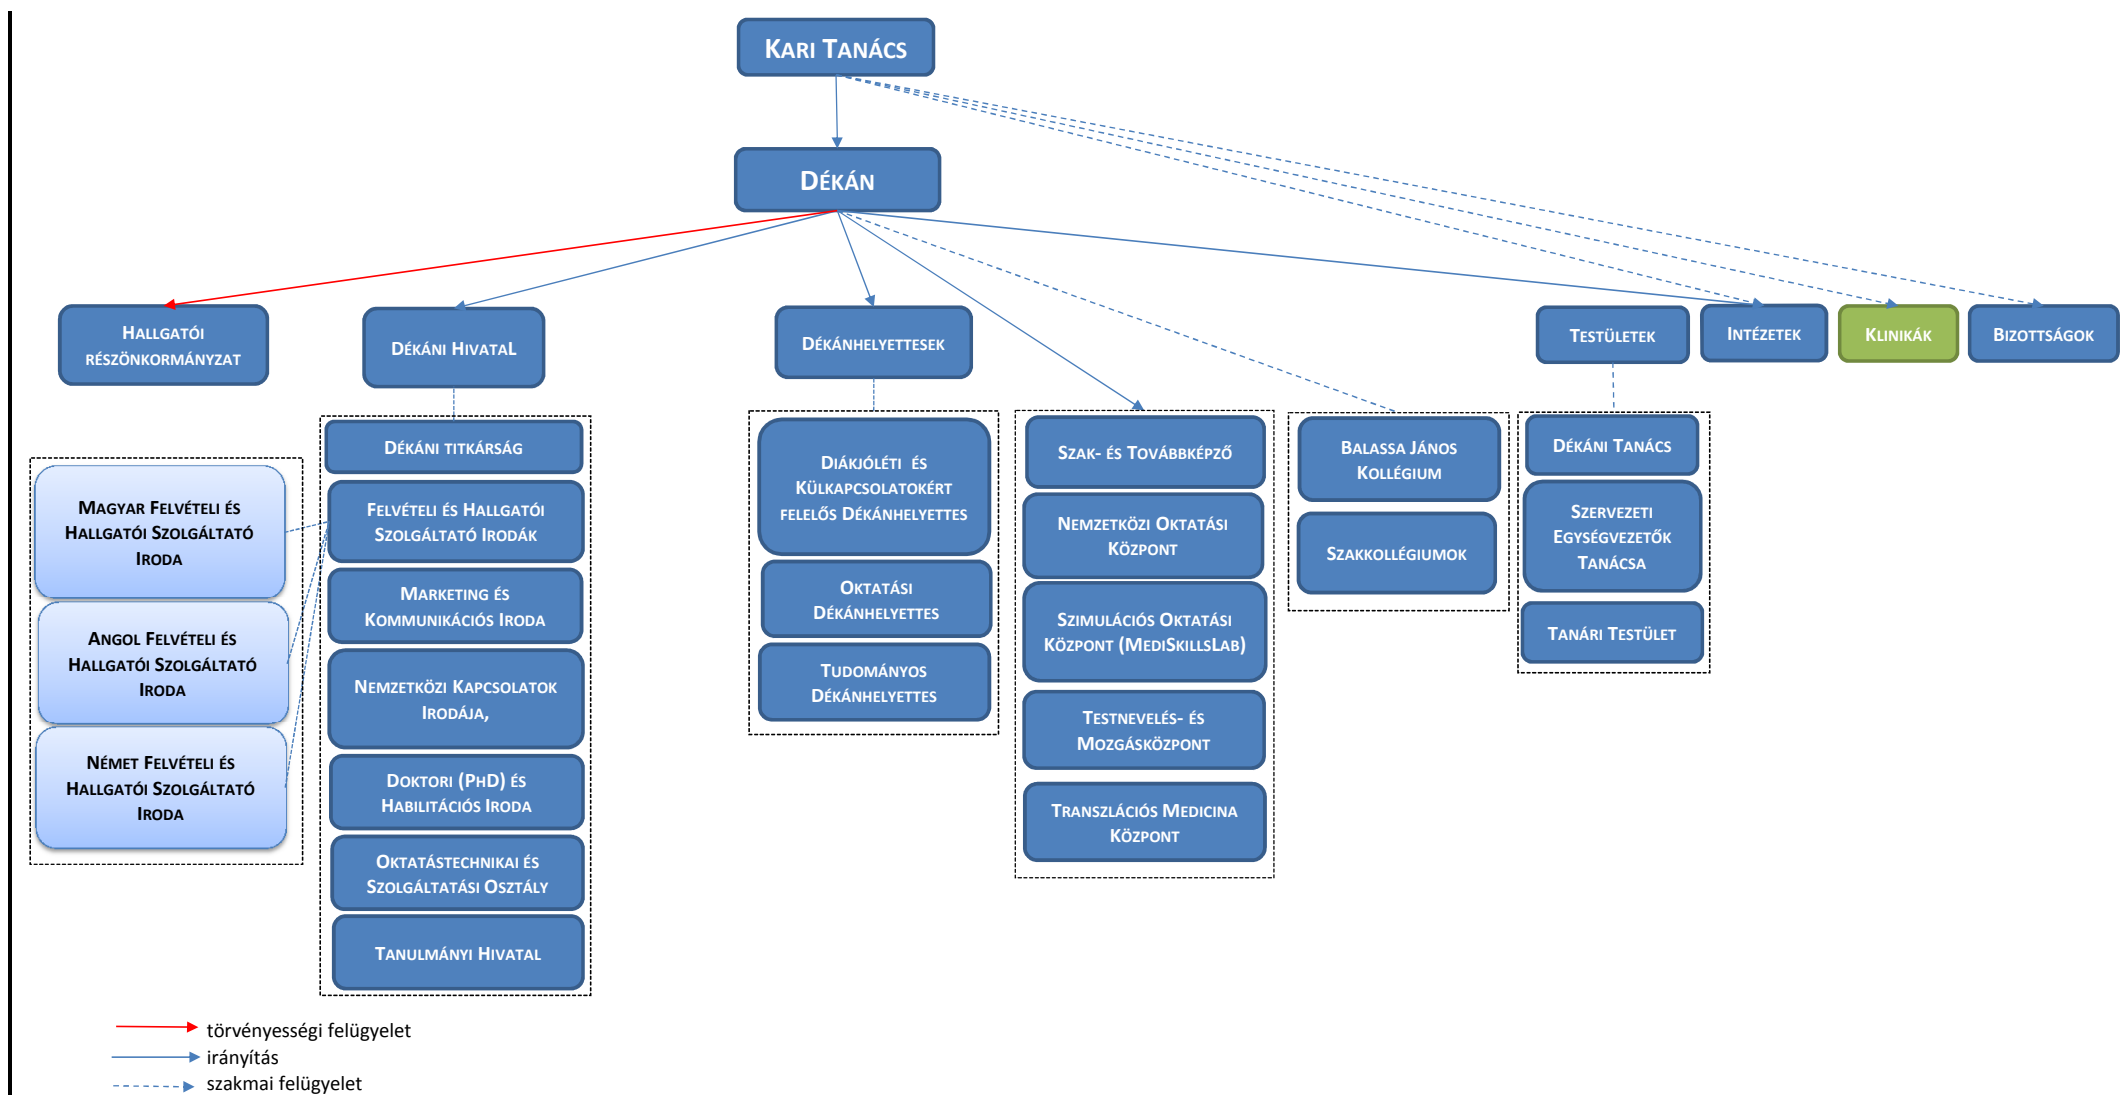 Kari Tanács
Dékán
Hallgatói
részönkormányzat
Dékáni HivataL
Dékánhelyettesek
Testületek
Intézetek
Klinikák
Bizottságok
Magyar Felvételi és
Hallgatói Szolgáltató
Iroda
Angol Felvételi és
Hallgatói Szolgáltató
Iroda
Német Felvételi és
Hallgatói Szolgáltató
Iroda
Dékáni titkárság
Felvételi és Hallgatói
Szolgáltató Irodák
Marketing és
Kommunikációs Iroda
Nemzetközi Kapcsolatok
Irodája,
Doktori (PhD) és
Habilitációs Iroda
Oktatástechnikai és
Szolgáltatási Osztály
Tanulmányi Hivatal
Diákjóléti és
Külkapcsolatokért
felelős Dékánhelyettes
Oktatási
Dékánhelyettes
Tudományos
Dékánhelyettes
Szak- és Továbbképző
Nemzetközi Oktatási
Központ
Szimulációs Oktatási
Központ (MediSkillsLab)
Testnevelés- és
Mozgásközpont
Transzlációs Medicina
Központ
Balassa János
Kollégium
Szakkollégiumok
Dékáni Tanács
Szervezeti
Egységvezetők
Tanácsa
Tanári Testület
törvényességi felügyelet
irányítás
szakmai felügyelet